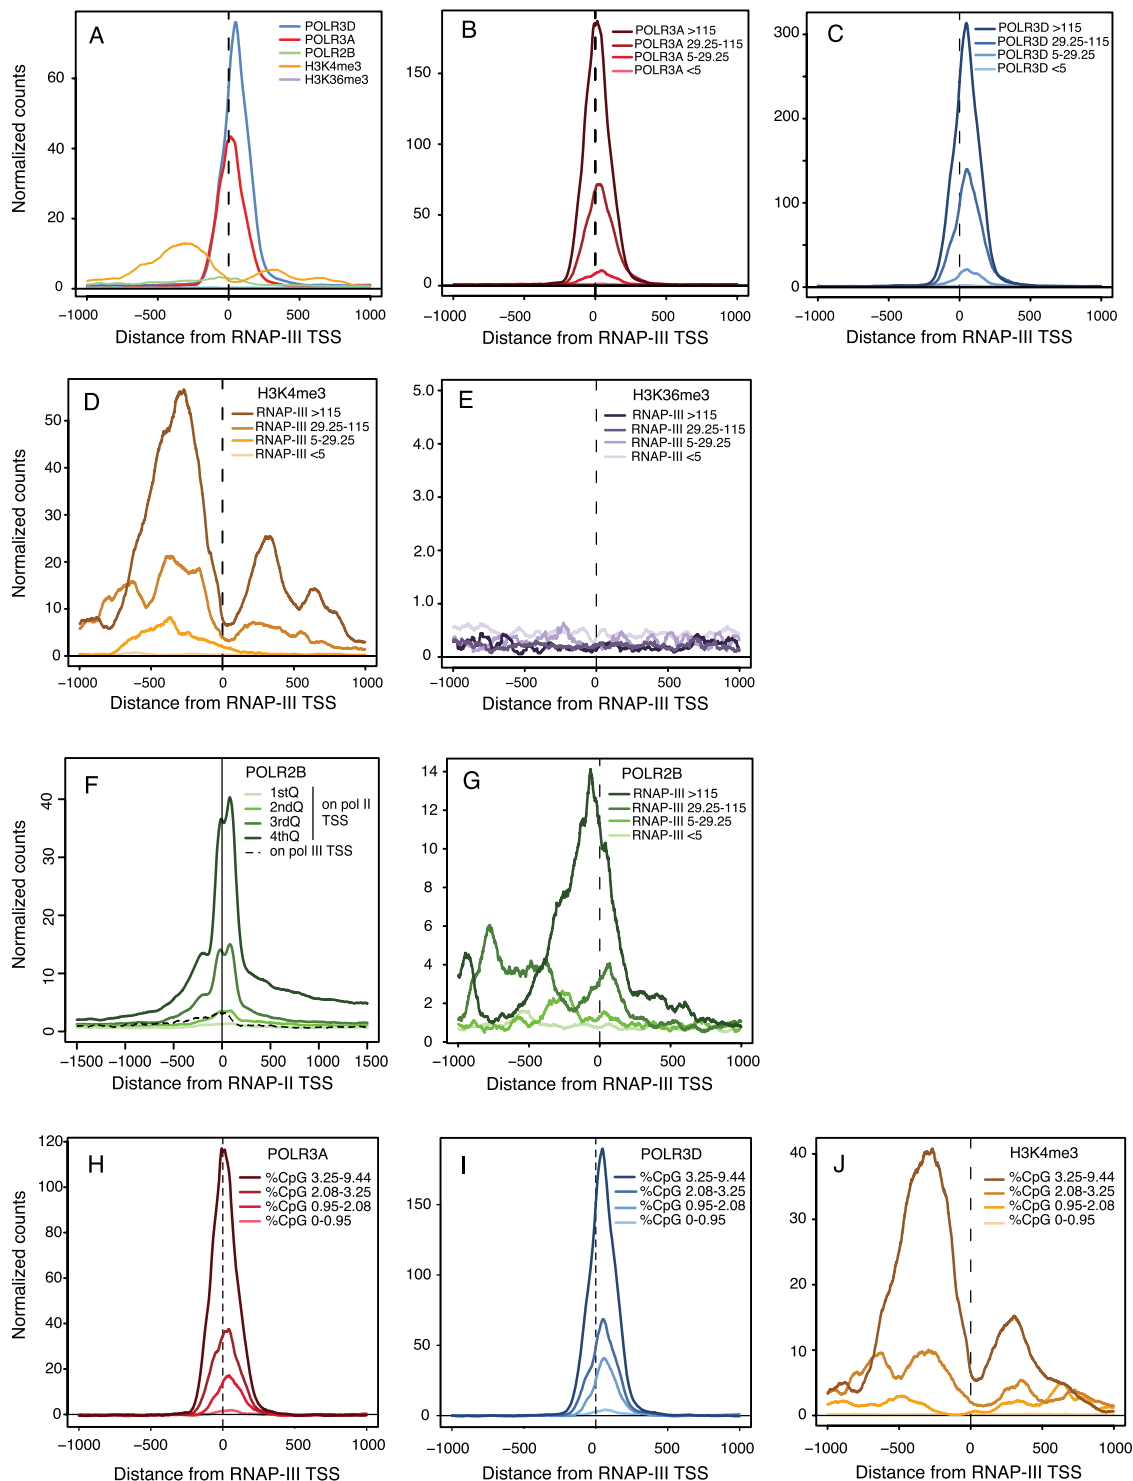 A
POLR3D
POLR3A
POLR2B
H3K4me3
H3K36me3
Normalized counts
60
40
20
0
−1000 −500 0 500 1000
Distance from RNAP-III TSS
B
POLR3A >115
POLR3A 29.25-115
POLR3A 5-29.25
POLR3A <5
150
100
50
0
−1000 −500 0 500 1000
Distance from RNAP-III TSS
C
POLR3D >115
POLR3D 29.25-115
POLR3D 5-29.25
POLR3D <5
300
200
100
0
−1000 −500 0 500 1000
Distance from RNAP-III TSS
D
H3K4me3
RNAP-III >115
RNAP-III 29.25-115
RNAP-III 5-29.25
RNAP-III <5
Normalized counts
50
40
30
20
10
0
−1000 −500 0 500 1000
Distance from RNAP-III TSS
E
H3K36me3
RNAP-III >115
RNAP-III 29.25-115
RNAP-III 5-29.25
RNAP-III <5
5.0
4.0
3.0
2.0
1.0
0
−1000 −500 0 500 1000
Distance from RNAP-III TSS
F
POLR2B
1stQ
2ndQ
3rdQ
4thQ
on pol II
TSS
on pol III TSS
Normalized counts
40
30
20
10
0
−1500 −1000 −500 0 500 1000 1500
Distance from RNAP-II TSS
G
POLR2B
RNAP-III >115
RNAP-III 29.25-115
RNAP-III 5-29.25
RNAP-III <5
14
12
10
8
6
4
2
0
−1000 −500 0 500 1000
Distance from RNAP-III TSS
H
POLR3A
%CpG 3.25-9.44
%CpG 2.08-3.25
%CpG 0.95-2.08
%CpG 0-0.95
Normalized counts
120
100
80
60
40
20
0
−1000 −500 0 500 1000
Distance from RNAP-III TSS
I
POLR3D
%CpG 3.25-9.44
%CpG 2.08-3.25
%CpG 0.95-2.08
%CpG 0-0.95
150
100
50
0
−1000 −500 0 500 1000
Distance from RNAP-III TSS
J
H3K4me3
%CpG 3.25-9.44
%CpG 2.08-3.25
%CpG 0.95-2.08
%CpG 0-0.95
40
30
20
10
0
−1000 −500 0 500 1000
Distance from RNAP-III TSS